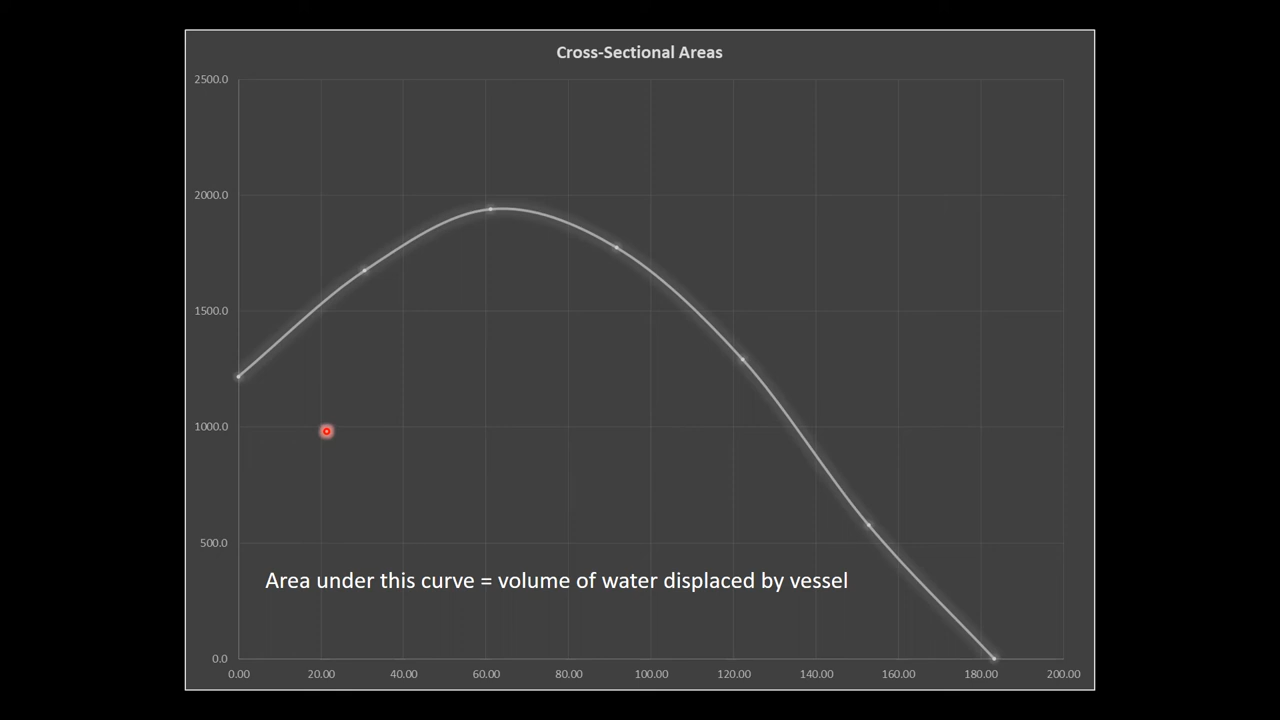 Cross-Sectional Areas
2500.0
2000.0
1500.0
1000.0
500.0
Area under this curve = volume of water displaced by vessel
0.0
0.00 20.00 40.00 60.00 80.00 100.00 120.00 140.00 160.00 180.00 200.00